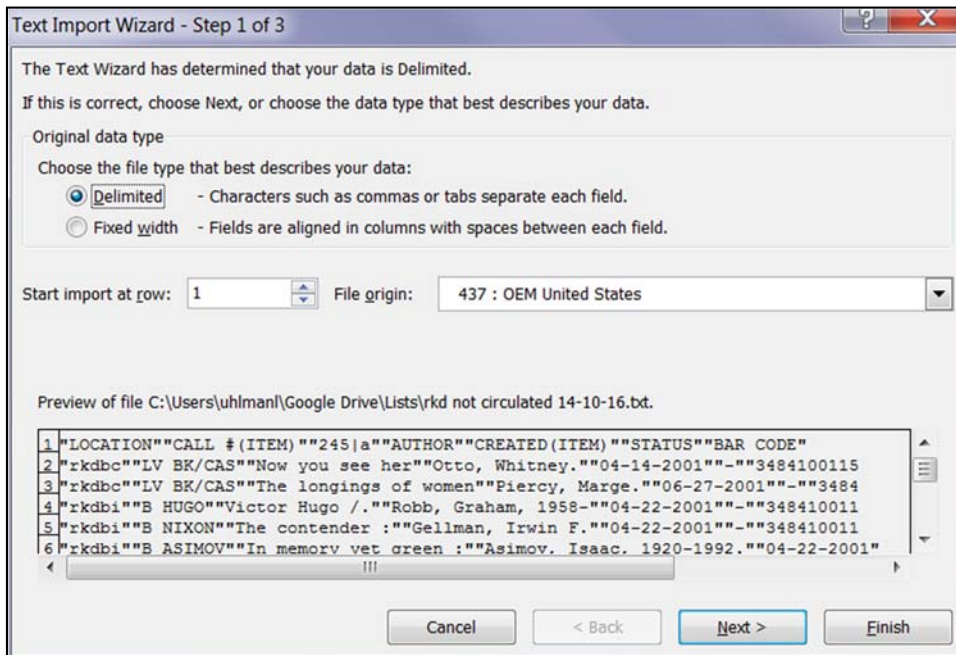 Text Import Wizard - Step 1 of 3
The Text Wizard has determined that your data is Delimited.
If this is correct, choose Next, or choose the data type that best describes your data.
Original data type
Choose the file type that best describes your data:
Delimited - Characters such as commas or tabs separate each field.
Fixed width - Fields are aligned in columns with spaces between each field.
Start import at row: 1 File origin: 437 : OEM United States
Preview of file C:\Users\uhlmanl\Google Drive\Lists\rkd not circulated 14-10-16.txt.
1 "LOCATION""CALL #(ITEM)""245|a""AUTHOR""CREATED(ITEM)""STATUS""BAR CODE"
2 "rkdbc""LV BK/CAS""Now you see her""Otto, Whitney.""04-14-2001""-""3484100115
3 "rkdbc""LV BK/CAS""The longings of women""Piercy, Marge.""06-27-2001""-""3484
4 "rkdbi""B HUGO""Victor Hugo /.""Robb, Graham, 1958-""04-22-2001""-""348410011
5 "rkdbi""B NIXON""The contender :""Gellman, Irwin F.""04-22-2001""-""348410011
6 "rkdbi""B ASIMOV""In memory yet green :""Asimov, Isaac, 1920-1992.""04-22-2001"
Cancel < Back Next > Finish